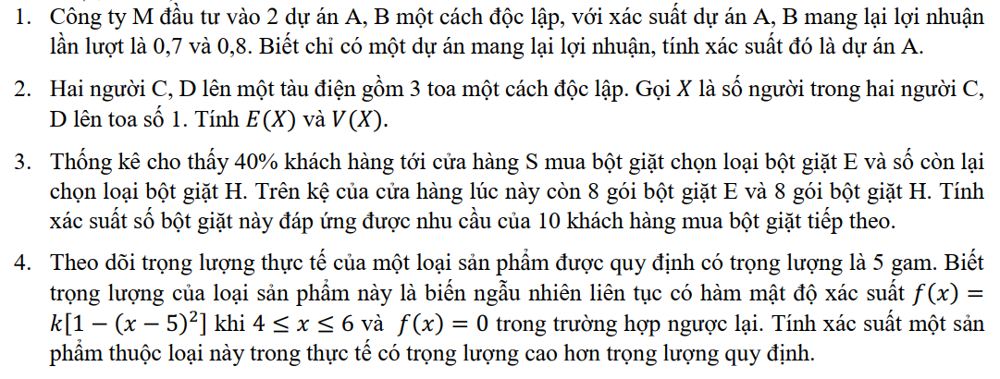 1. Công ty M đầu tư vào 2 dự án A, B một cách độc lập, với xác suất dự án A, B mang lại lợi nhuận
lần lượt là 0,7 và 0,8. Biết chỉ có một dự án mang lại lợi nhuận, tính xác suất đó là dự án A.
2. Hai người C, D lên một tàu điện gồm 3 toa một cách độc lập. Gọi X là số người trong hai người C,
D lên toa số 1. Tính E(X) và V(X).
3. Thống kê cho thấy 40% khách hàng tới cửa hàng S mua bột giặt chọn loại bột giặt E và số còn lại
chọn loại bột giặt H. Trên kệ của cửa hàng lúc này còn 8 gói bột giặt E và 8 gói bột giặt H. Tính
xác suất số bột giặt này đáp ứng được nhu cầu của 10 khách hàng mua bột giặt tiếp theo.
4. Theo dõi trọng lượng thực tế của một loại sản phẩm được quy định có trọng lượng là 5 gam. Biết
trọng lượng của loại sản phẩm này là biến ngẫu nhiên liên tục có hàm mật độ xác suất f(x) =
k[1 − (x − 5)²] khi 4 ≤ x ≤ 6 và f(x) = 0 trong trường hợp ngược lại. Tính xác suất một sản
phẩm thuộc loại này trong thực tế có trọng lượng cao hơn trọng lượng quy định.